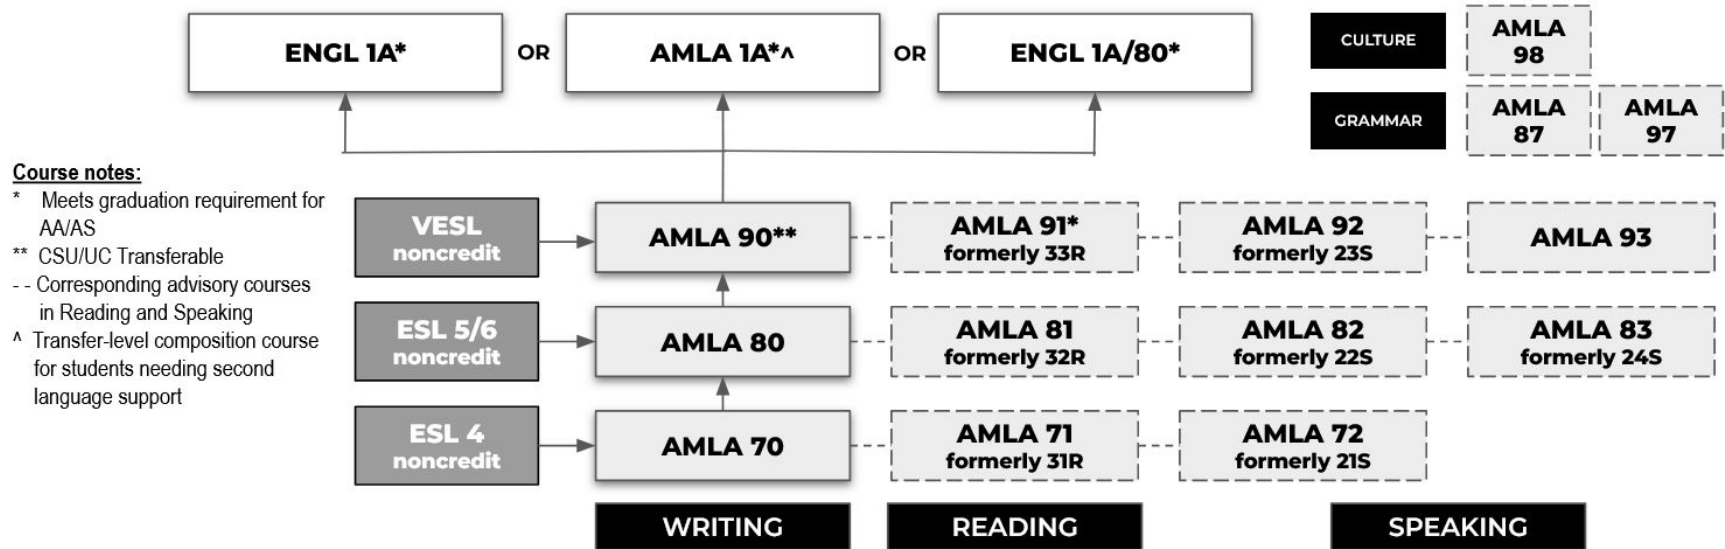 ENGL 1A*
OR
AMLA 1A*^
OR
ENGL 1A/80*
CULTURE
AMLA
98
GRAMMAR
AMLA
87
AMLA
97
Course notes:
* Meets graduation requirement for
AA/AS
** CSU/UC Transferable
- - Corresponding advisory courses
in Reading and Speaking
^ Transfer-level composition course
for students needing second
language support
VESL
noncredit
AMLA 90**
AMLA 91*
formerly 33R
AMLA 92
formerly 23S
AMLA 93
ESL 5/6
noncredit
AMLA 80
AMLA 81
formerly 32R
AMLA 82
formerly 22S
AMLA 83
formerly 24S
ESL 4
noncredit
AMLA 70
AMLA 71
formerly 31R
AMLA 72
formerly 21S
WRITING
READING
SPEAKING